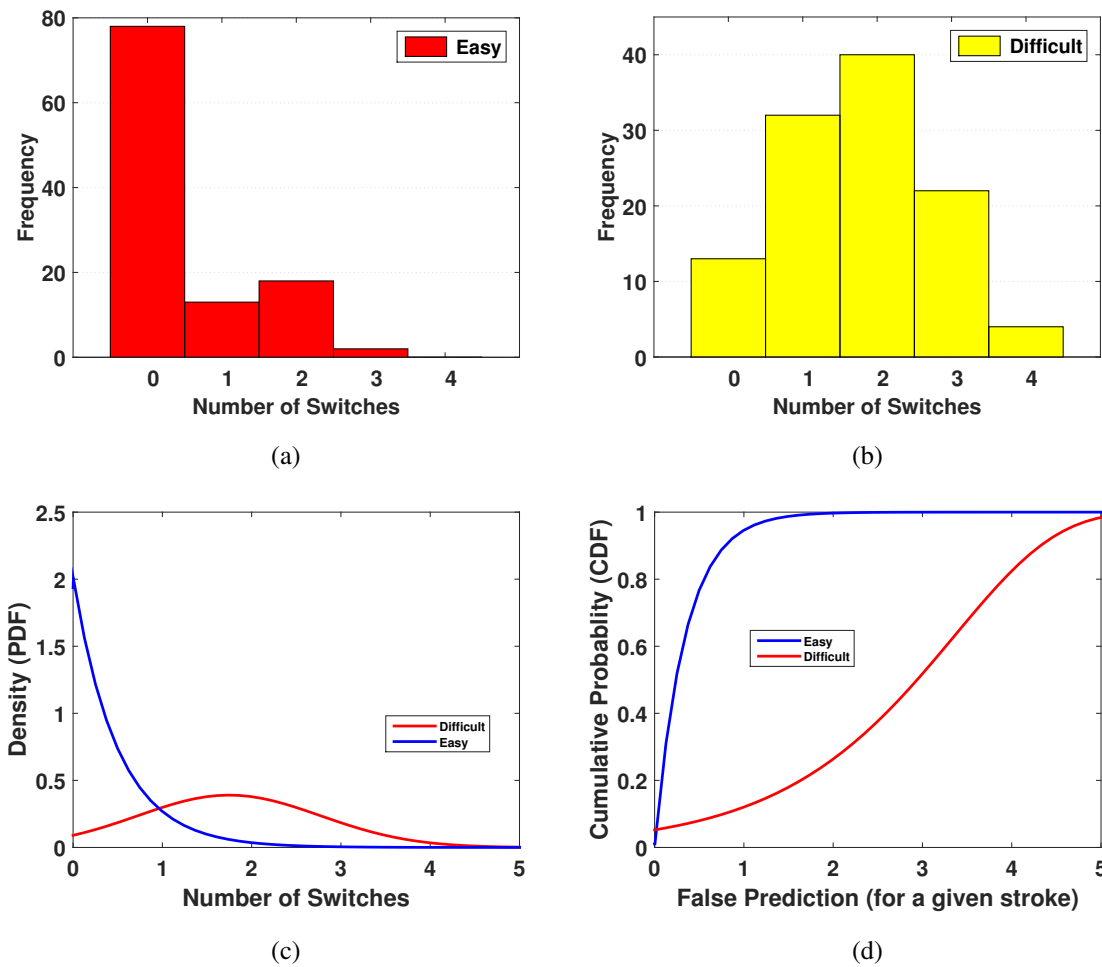 80
60
40
20
0
Frequency
Easy
0 1 2 3 4
Number of Switches
(a)
40
30
20
10
0
Frequency
Difficult
0 1 2 3 4
Number of Switches
(b)
2.5
2
1.5
1
0.5
0
Density (PDF)
Difficult
Easy
0 1 2 3 4 5
Number of Switches
(c)
1
0.8
0.6
0.4
0.2
0
Cumulative Probablity (CDF)
Easy
Difficult
0 1 2 3 4 5
False Prediction (for a given stroke)
(d)